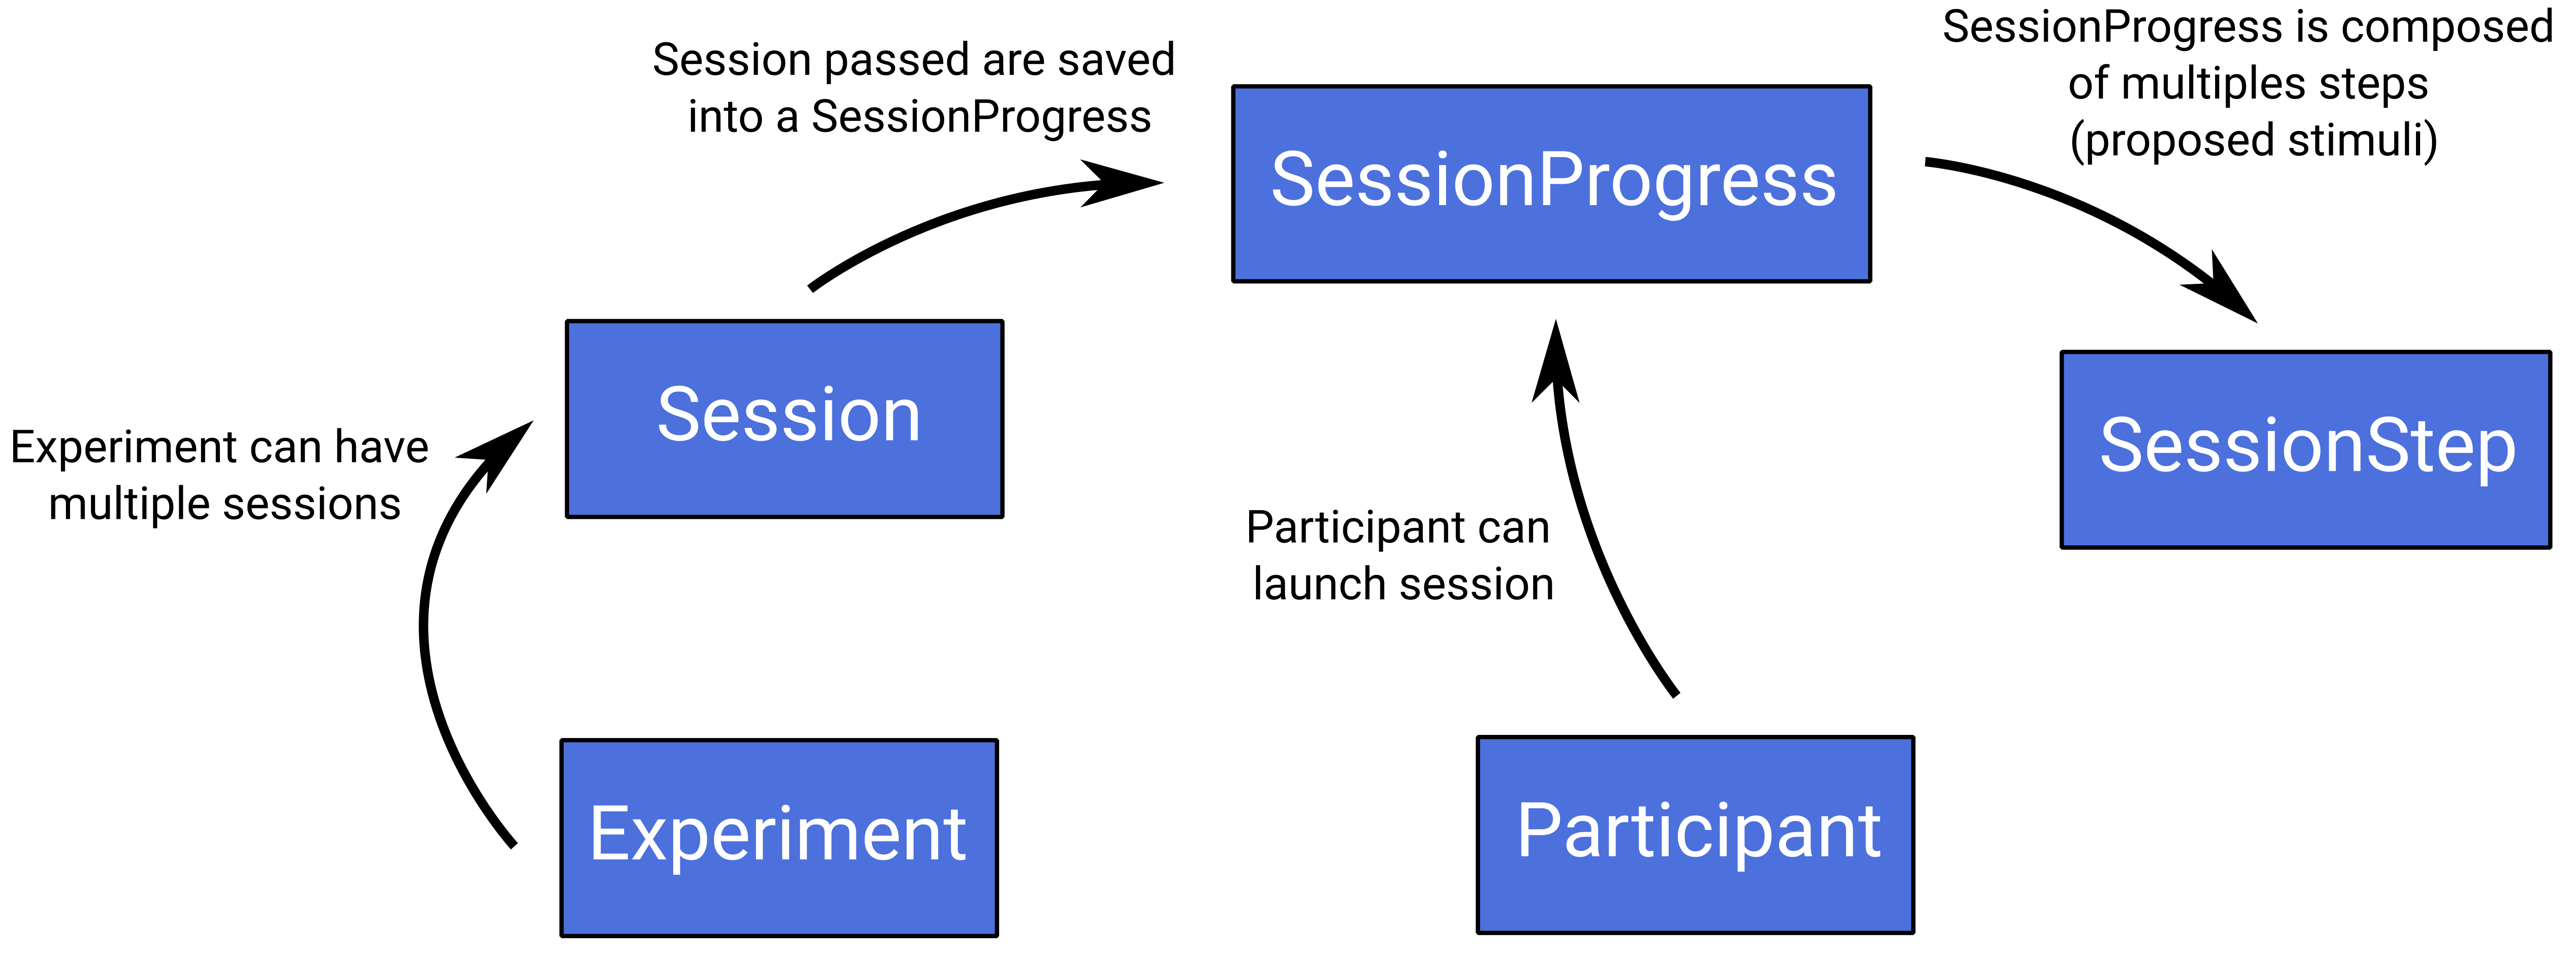 SessionProgress is composed
of multiples steps
(proposed stimuli)
Session passed are saved
into a SessionProgress
SessionProgress
Session
SessionStep
Experiment can have
multiple sessions
Participant can
launch session
Experiment
Participant